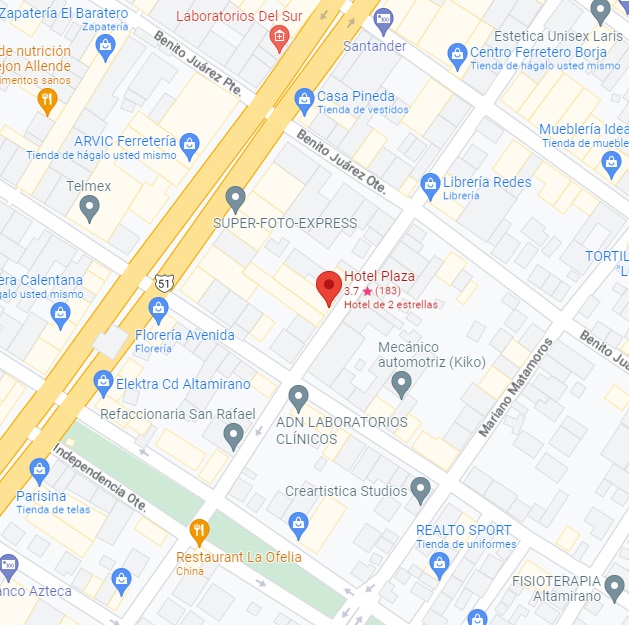 Zapatería El Baratero
Zapatería
Laboratorios Del Sur
Santander
Estetica Unisex Laris
Centro Ferretero Borja
Tienda de hágalo usted mismo
de nutrición
jon Allende
imentos sanos
Benito Juárez Pte.
Casa Pineda
Tienda de vestidos
ARVIC Ferretería
Tienda de hágalo usted mismo
Benito Juárez Ote.
Mueblería Idea
Tienda de mueble
Telmex
Librería Redes
Librería
SUPER-FOTO-EXPRESS
TORTIL
"L
era Calentana
galo usted mismo
51
Hotel Plaza
3.7 ★ (183)
Hotel de 2 estrellas
Florería Avenida
Florería
Mecánico
automotriz (Kiko)
Mariano Matamoros
Benito Jua
Elektra Cd Altamirano
Refaccionaria San Rafael
ADN LABORATORIOS
CLÍNICOS
Independencia Ote.
Parisina
Tienda de telas
Creartistica Studios
REALTO SPORT
Tienda de uniformes
Restaurant La Ofelia
China
anco Azteca
FISIOTERAPIA
Altamirano